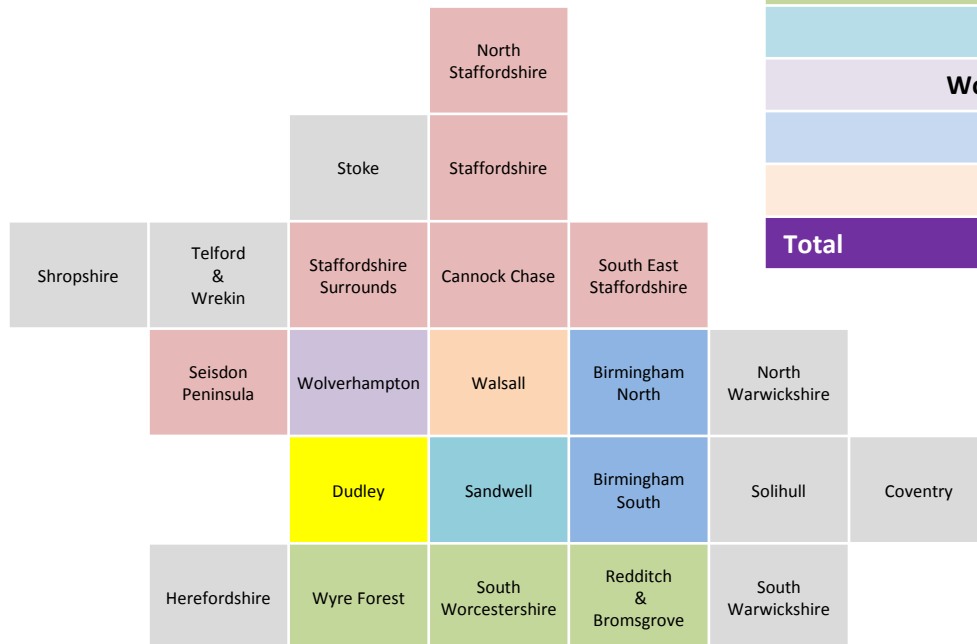 North
Staffordshire
Wo
Stoke
Staffordshire
Total
Shropshire
Telford
&
Wrekin
Staffordshire
Surrounds
Cannock Chase
South East
Staffordshire
Seisdon
Peninsula
Wolverhampton
Walsall
Birmingham
North
North
Warwickshire
Dudley
Sandwell
Birmingham
South
Solihull
Coventry
Herefordshire
Wyre Forest
South
Worcestershire
Redditch
&
Bromsgrove
South
Warwickshire